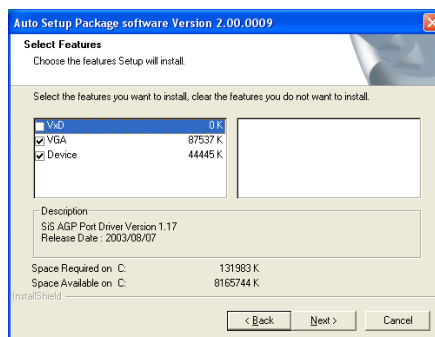 Auto Setup Package software Version 2.00.0009
Select Features
Choose the features Setup will install.
Select the features you want to install, clear the features you do not want to install.
VxD 0 K
VGA 87537 K
Device 44445 K
Description
SiS AGP Port Driver Version 1.17
Release Date : 2003/08/07
Space Required on C: 131983 K
Space Available on C: 8165744 K
InstallShield
< Back Next > Cancel